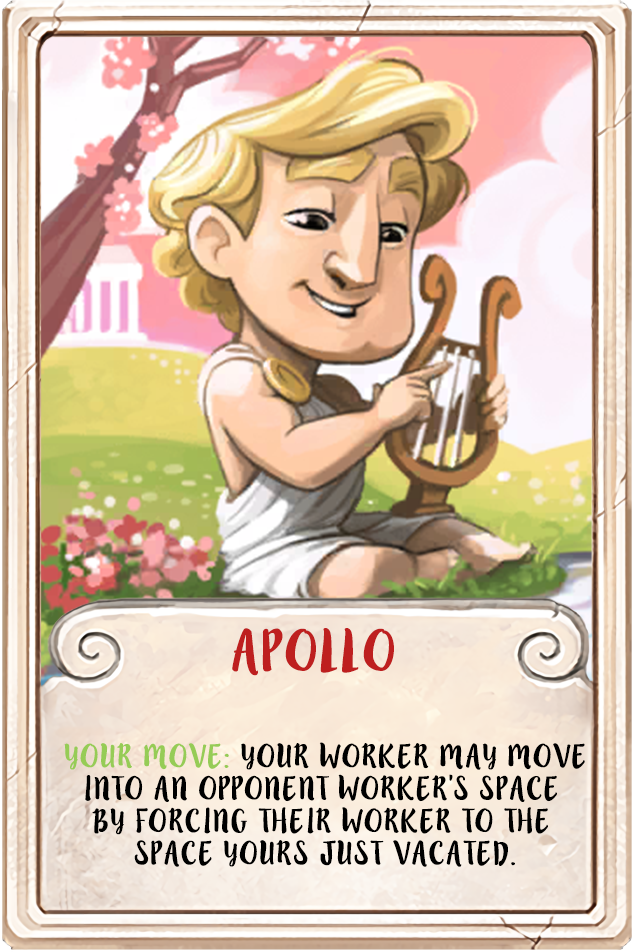 APOLLO
YOUR MOVE: YOUR WORKER MAY MOVE
INTO AN OPPONENT WORKER'S SPACE
BY FORCING THEIR WORKER TO THE
SPACE YOURS JUST VACATED.